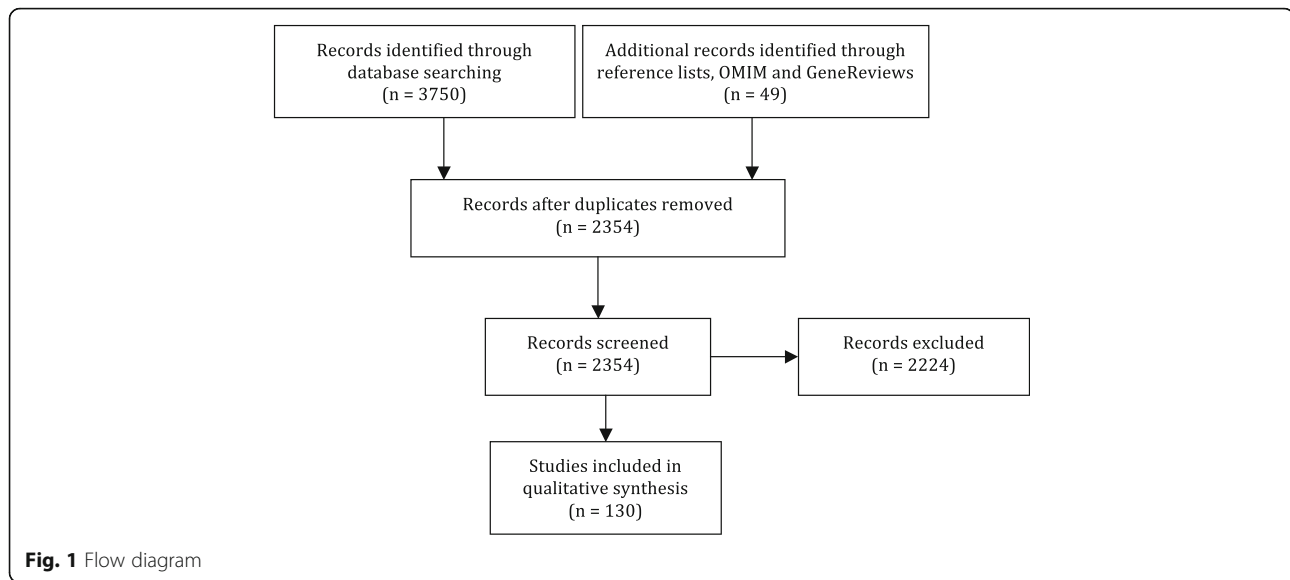 Records identified through
database searching
(n = 3750)
Additional records identified through
reference lists, OMIM and GeneReviews
(n = 49)
Records after duplicates removed
(n = 2354)
Records screened
(n = 2354)
Records excluded
(n = 2224)
Studies included in
qualitative synthesis
(n = 130)
Fig. 1 Flow diagram